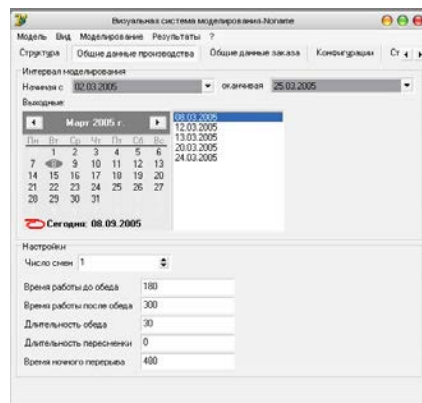 Визуальная система моделирования-Noname
Модель Вид Моделирование Результаты ?
Структура Общие данные производства Общие данные заказа Конфигурации Ст
Интервал моделирования
Начиная с 02.03.2005 оканчивая 25.03.2005
Выходные:
Март 2005 г.
Пн Вт Ср Чт Пт Сб Вс
1 2 3 4 5 6
7 8 9 10 11 12 13
14 15 16 17 18 19 20
21 22 23 24 25 26 27
28 29 30 31
Сегодня: 08.09.2005
08.03.2005
12.03.2005
13.03.2005
20.03.2005
24.03.2005
Настройки
Число смен 1
Время работы до обеда 180
Время работы после обеда 300
Длительность обеда 30
Длительность пересменки 0
Время ночного перерыва 480